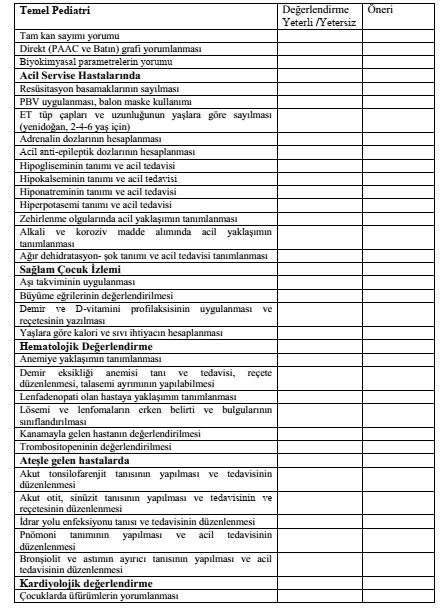 Temel Pediatri Değerlendirme Öneri
Yeterli /Yetersiz
Tam kan sayımı yorumu
Direkt (PAAC ve Batın) grafi yorumlanması
Biyokimyasal parametrelerin yorumu
Acil Servise Hastalarında
Resüsitasyon basamaklarının sayılması
PBV uygulanması, balon maske kullanımı
ET tüp çapları ve uzunluğunun yaşlara göre sayılması
(yenidoğan, 2-4-6 yaş için)
Adrenalin dozlarının hesaplanması
Acil anti-epileptik dozlarının hesaplanması
Hipogliseminin tanımı ve acil tedavisi
Hipokalseminin tanımı ve acil tedavisi
Hiponatreminin tanımı ve acil tedavisi
Hiperpotasemi tanımı ve acil tedavisi
Zehirlenme olgularında acil yaklaşımın tanımlanması
Alkali ve koroziv madde alımında acil yaklaşımın
tanımlanması
Ağır dehidratasyon- şok tanımı ve acil tedavisi tanımlanması
Sağlam Çocuk İzlemi
Aşı takviminin uygulanması
Büyüme eğrilerinin değerlendirilmesi
Demir ve D-vitamini profilaksisinin uygulanması ve
reçetesinin yazılması
Yaşlara göre kalori ve sıvı ihtiyacın hesaplanması
Hematolojik Değerlendirme
Anemiye yaklaşımın tanımlanması
Demir eksikliği anemisi tanı ve tedavisi, reçete
düzenlenmesi, talasemi ayrımının yapılabilmesi
Lenfadenopati olan hastaya yaklaşımın tanımlanması
Lösemi ve lenfomaların erken belirti ve bulgularının
sınıflandırılması
Kanamayla gelen hastanın değerlendirilmesi
Trombositopeninin değerlendirilmesi
Ateşle gelen hastalarda
Akut tonsilofarenjit tanısının yapılması ve tedavisinin
düzenlenmesi
Akut otit, sinüzit tanısının yapılması ve tedavisinin ve
reçetesinin düzenlenmesi
İdrar yolu enfeksiyonu tanısı ve tedavisinin düzenlenmesi
Pnömoni tanımının yapılması ve acil tedavisinin
düzenlenmesi
Bronşiolit ve astımın ayırıcı tanısının yapılması ve acil
tedavisinin düzenlenmesi
Kardiyolojik değerlendirme
Çocuklarda üfürümlerin yorumlanması